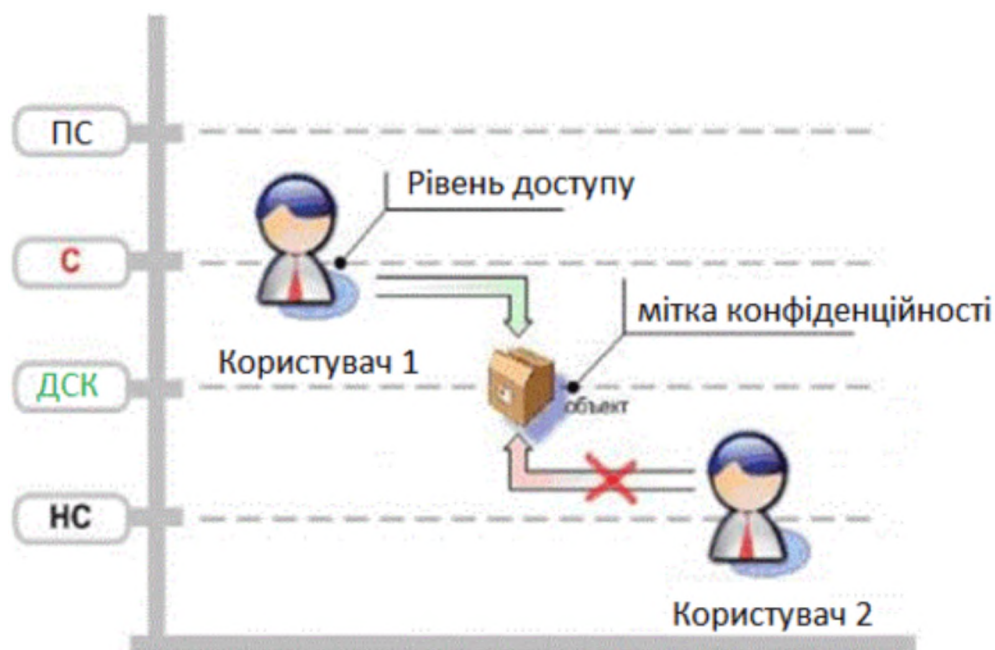 ПС
Рівень доступу
С
мітка конфіденційності
Користувач 1
ДСК
объект
НС
Користувач 2